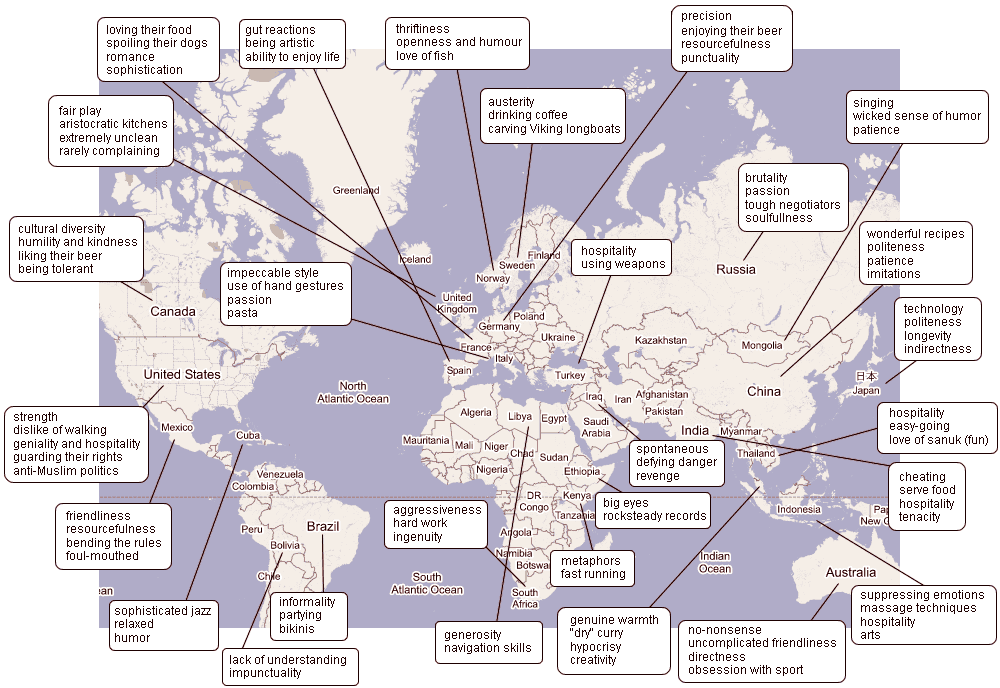 loving their food
spoiling their dogs
romance
sophistication
gut reactions
being artistic
ability to enjoy life
thriftiness
openness and humour
love of fish
precision
enjoying their beer
resourcefulness
punctuality
fair play
aristocratic kitchens
extremely unclean
rarely complaining
austerity
drinking coffee
carving Viking longboats
singing
wicked sense of humor
patience
brutality
passion
tough negotiators
soulfullness
cultural diversity
humility and kindness
liking their beer
being tolerant
impeccable style
use of hand gestures
passion
pasta
hospitality
using weapons
wonderful recipes
politeness
patience
imitations
technology
politeness
longevity
indirectness
Greenland
Iceland
Norway
Sweden
Finland
Russia
Canada
United
Kingdom
Poland
Germany
Ukraine
France
Italy
Spain
Turkey
Kazakhstan
Mongolia
United States
North
Atlantic Ocean
China
日本
Japan
Algeria
Libya
Egypt
Iraq
Iran
Afghanistan
Pakistan
Saudi
Arabia
India
Myanmar
Thailand
Mexico
Cuba
Mauritania
Mali
Niger
Chad
Sudan
Nigeria
Ethiopia
Venezuela
Colombia
DR
Congo
Kenya
Tanzania
Indonesia
Peru
Brazil
Bolivia
Angola
Namibia
Botswa
Chile
South
Africa
South
Atlantic Ocean
Indian
Ocean
Australia
Pap
New G
ean
strength
dislike of walking
geniality and hospitality
guarding their rights
anti-Muslim politics
hospitality
easy-going
love of sanuk (fun)
spontaneous
defying danger
revenge
cheating
serve food
hospitality
tenacity
friendliness
resourcefulness
bending the rules
foul-mouthed
aggressiveness
hard work
ingenuity
big eyes
rocksteady records
metaphors
fast running
sophisticated jazz
relaxed
humor
informality
partying
bikinis
lack of understanding
impunctuality
generosity
navigation skills
genuine warmth
"dry" curry
hypocrisy
creativity
no-nonsense
uncomplicated friendliness
directness
obsession with sport
suppressing emotions
massage techniques
hospitality
arts